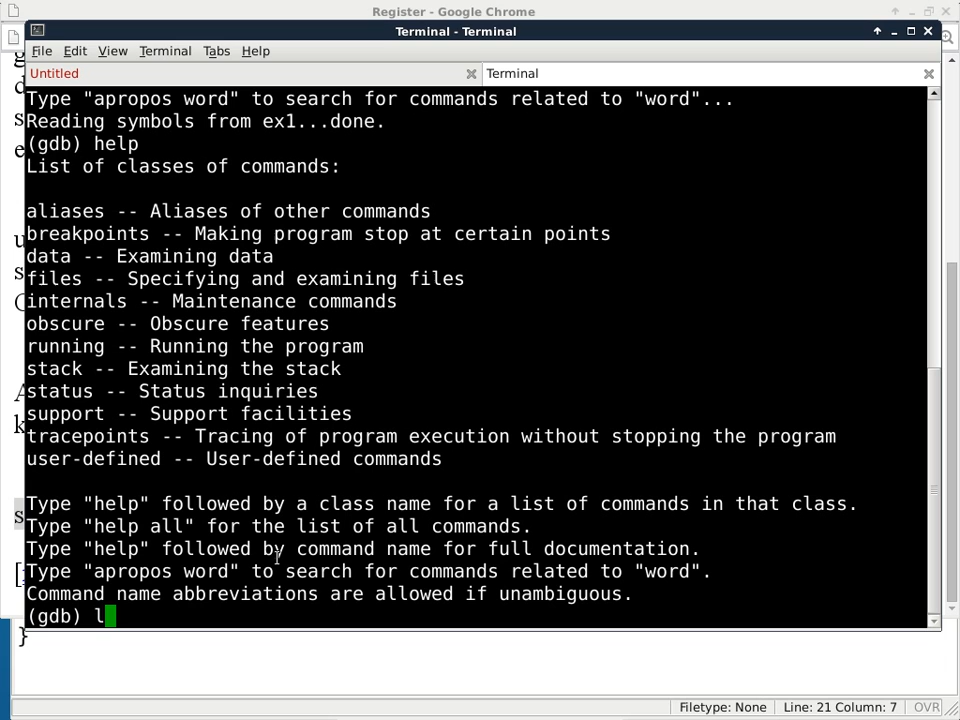 Register - Google Chrome
Terminal - Terminal
File Edit View Terminal Tabs Help
Untitled Terminal
Type "apropos word" to search for commands related to "word"...
Reading symbols from ex1...done.
(gdb) help
List of classes of commands:
aliases -- Aliases of other commands
breakpoints -- Making program stop at certain points
data -- Examining data
files -- Specifying and examining files
internals -- Maintenance commands
obscure -- Obscure features
running -- Running the program
stack -- Examining the stack
status -- Status inquiries
support -- Support facilities
tracepoints -- Tracing of program execution without stopping the program
user-defined -- User-defined commands
Type "help" followed by a class name for a list of commands in that class.
Type "help all" for the list of all commands.
Type "help" followed by command name for full documentation.
Type "apropos word" to search for commands related to "word".
Command name abbreviations are allowed if unambiguous.
(gdb) l
}
Filetype: None Line: 21 Column: 7 OVR